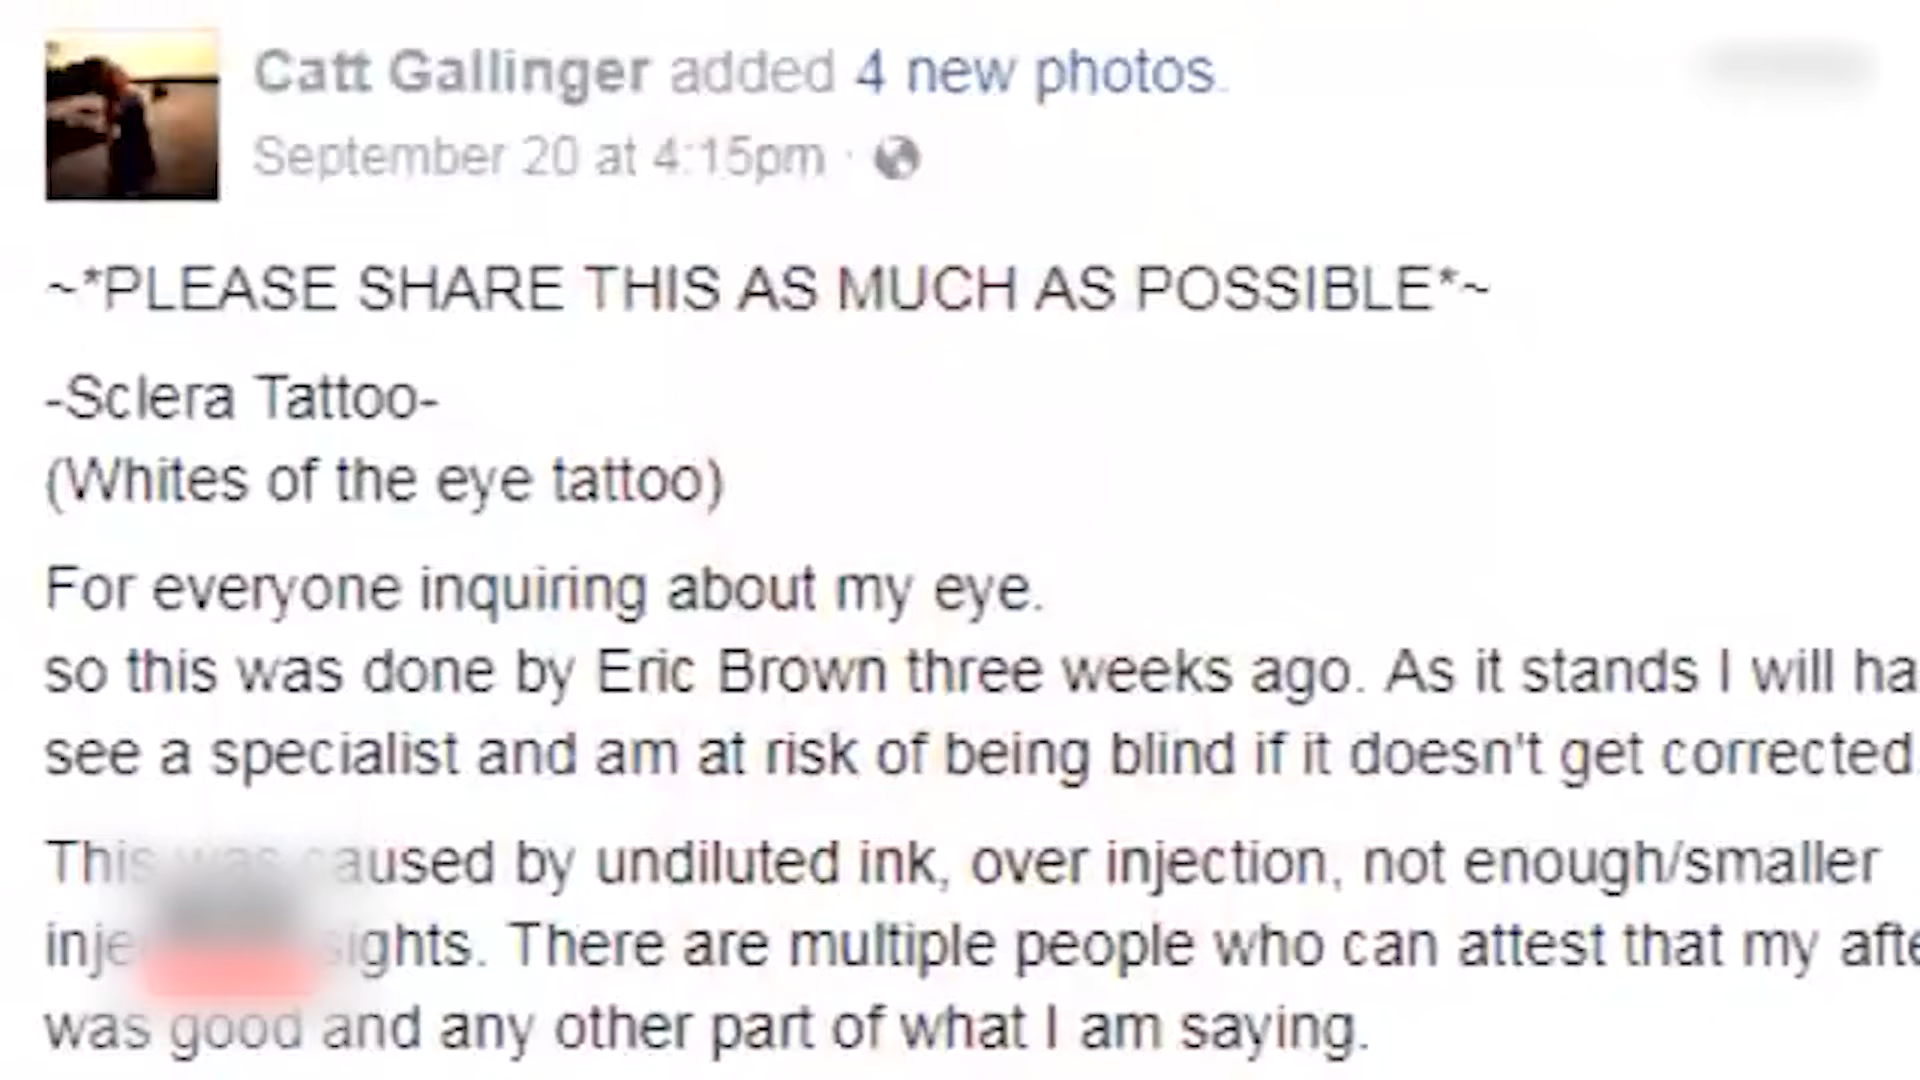 Catt Gallinger added 4 new photos.
September 20 at 4:15pm ·
~*PLEASE SHARE THIS AS MUCH AS POSSIBLE*~
-Sclera Tattoo-
(Whites of the eye tattoo)
For everyone inquiring about my eye.
so this was done by Eric Brown three weeks ago. As it stands I will ha
see a specialist and am at risk of being blind if it doesn't get corrected
This was caused by undiluted ink, over injection, not enough/smaller
inje sights. There are multiple people who can attest that my afte
was good and any other part of what I am saying.